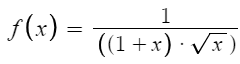 f(x) = 1 / ((1 + x) · √x )